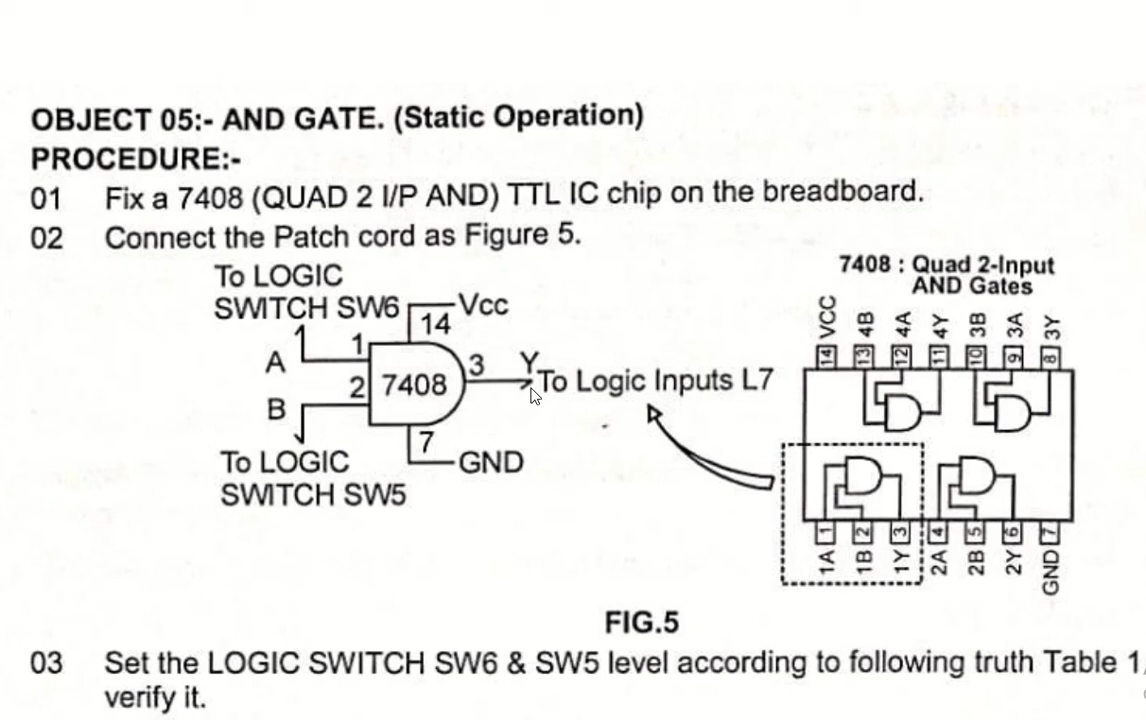 OBJECT 05:- AND GATE. (Static Operation)
PROCEDURE:-
01 Fix a 7408 (QUAD 2 I/P AND) TTL IC chip on the breadboard.
02 Connect the Patch cord as Figure 5.
To LOGIC
SWITCH SW6
Vcc
14
A
1
2
7408
3
Y
To Logic Inputs L7
B
7
GND
To LOGIC
SWITCH SW5
7408 : Quad 2-Input
AND Gates
VCC 4B 4A 4Y 3B 3A 3Y
14 13 12 11 10 9 8
1 2 3 4 5 6 7
1A 1B 1Y 2A 2B 2Y GND
FIG.5
03 Set the LOGIC SWITCH SW6 & SW5 level according to following truth Table 1
verify it.